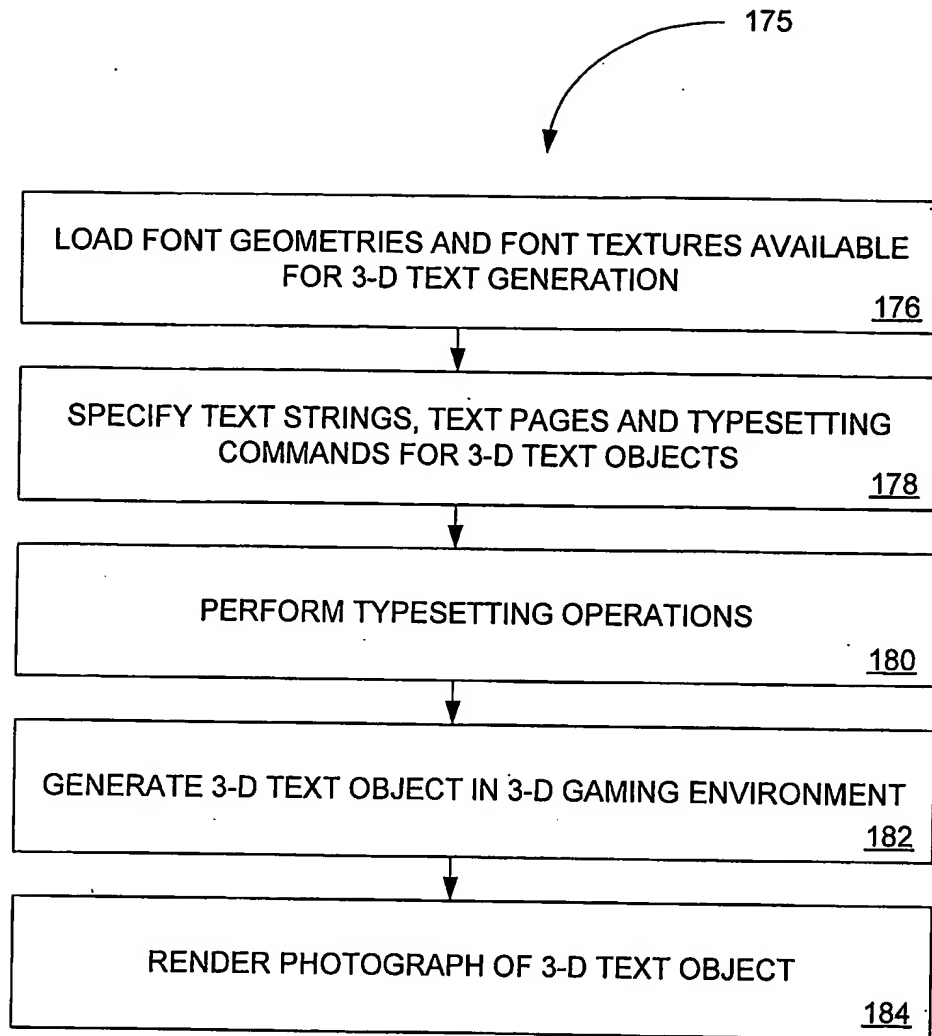 175
LOAD FONT GEOMETRIES AND FONT TEXTURES AVAILABLE
FOR 3-D TEXT GENERATION
176
SPECIFY TEXT STRINGS, TEXT PAGES AND TYPESETTING
COMMANDS FOR 3-D TEXT OBJECTS
178
PERFORM TYPESETTING OPERATIONS
180
GENERATE 3-D TEXT OBJECT IN 3-D GAMING ENVIRONMENT
182
RENDER PHOTOGRAPH OF 3-D TEXT OBJECT
184